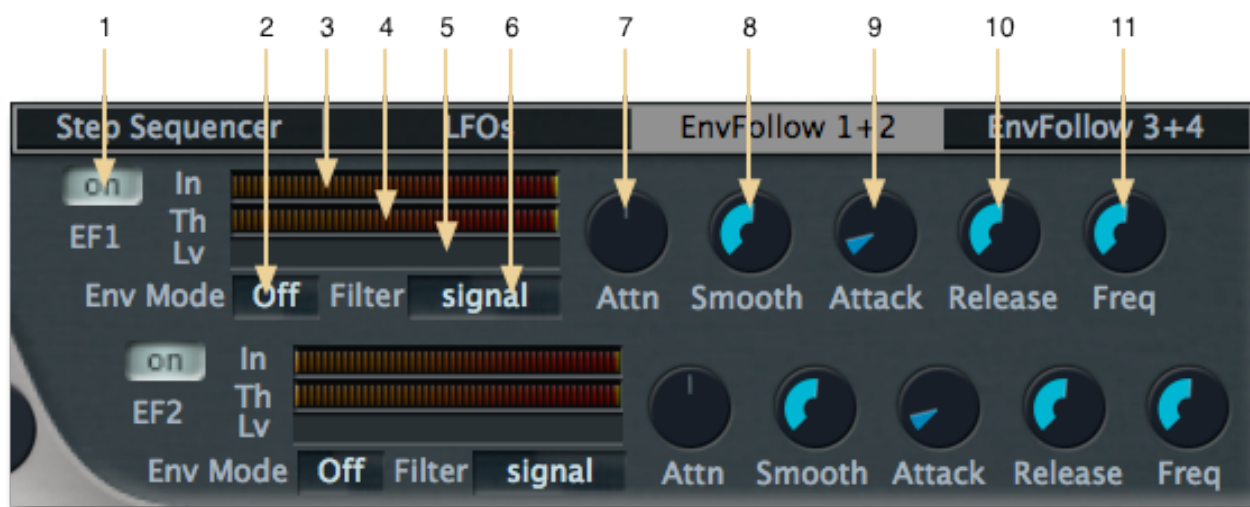 1 2 3 4 5 6 7 8 9 10 11
Step Sequencer LFOs EnvFollow 1+2 EnvFollow 3+4
on In
EF1 Th
Lv
Env Mode Off Filter signal Attn Smooth Attack Release Freq
on In
EF2 Th
Lv
Env Mode Off Filter signal Attn Smooth Attack Release Freq